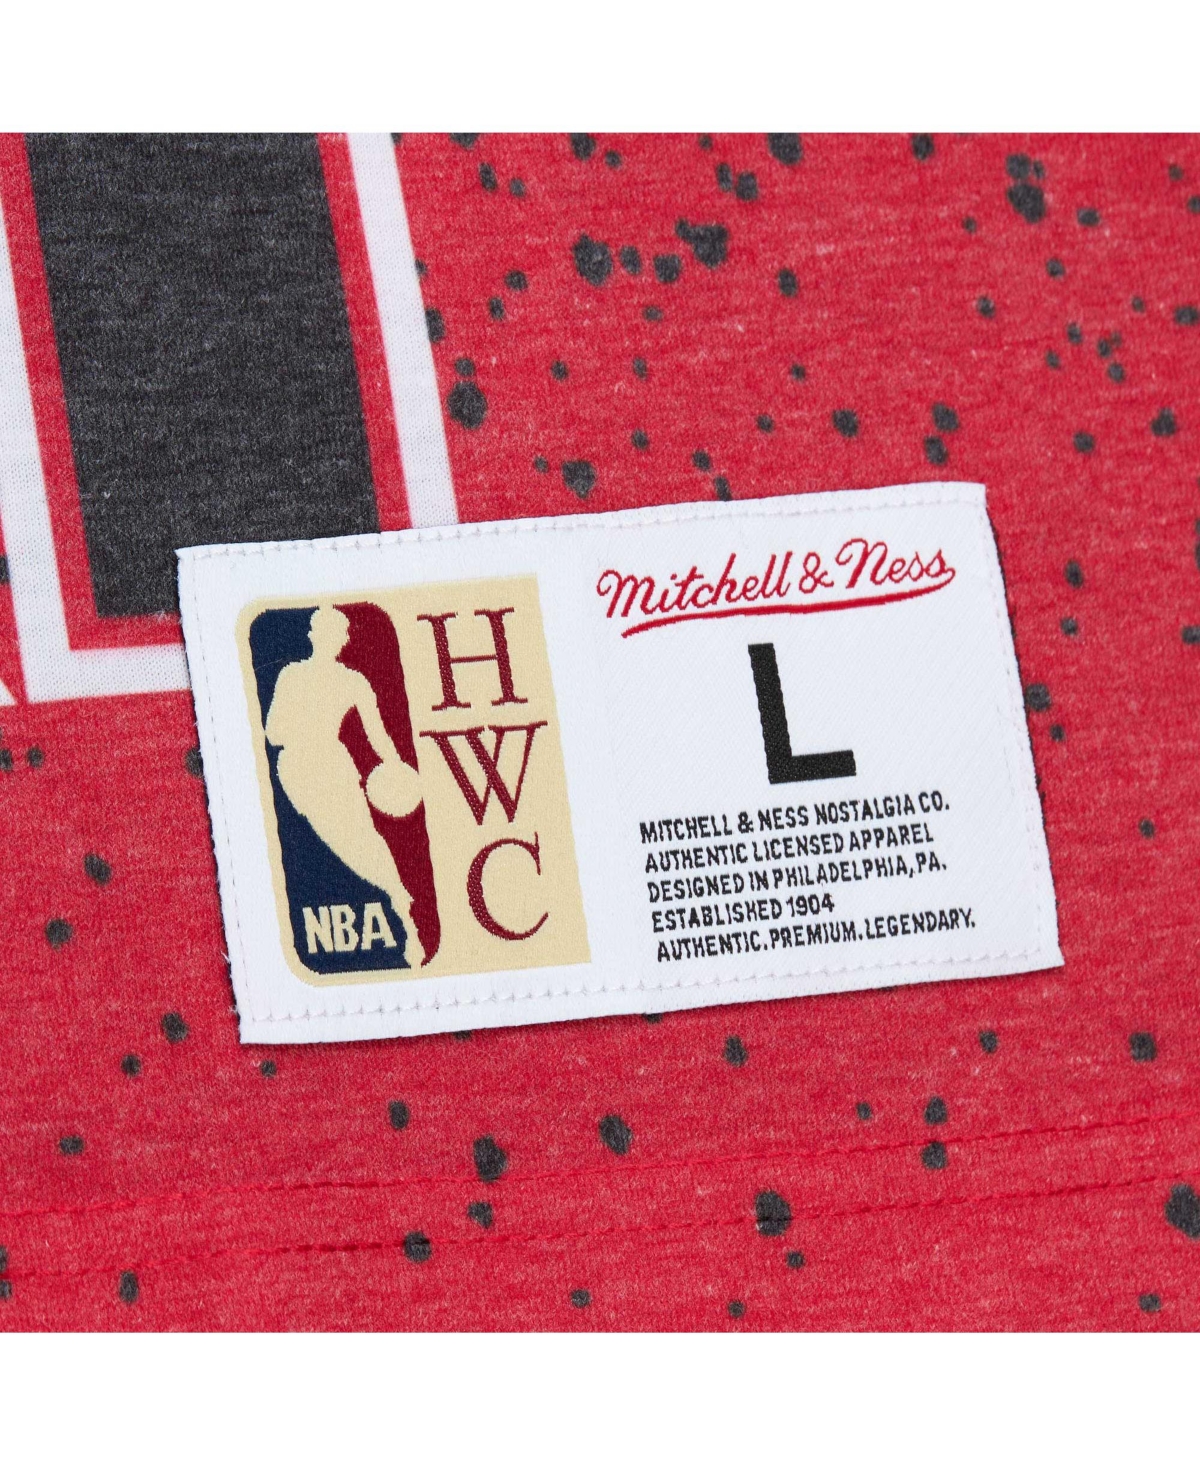 Mitchell & Ness
H
W
C
NBA
L
MITCHELL & NESS NOSTALGIA CO.
AUTHENTIC LICENSED APPAREL
DESIGNED IN PHILADELPHIA, PA.
ESTABLISHED 1904
AUTHENTIC. PREMIUM. LEGENDARY.